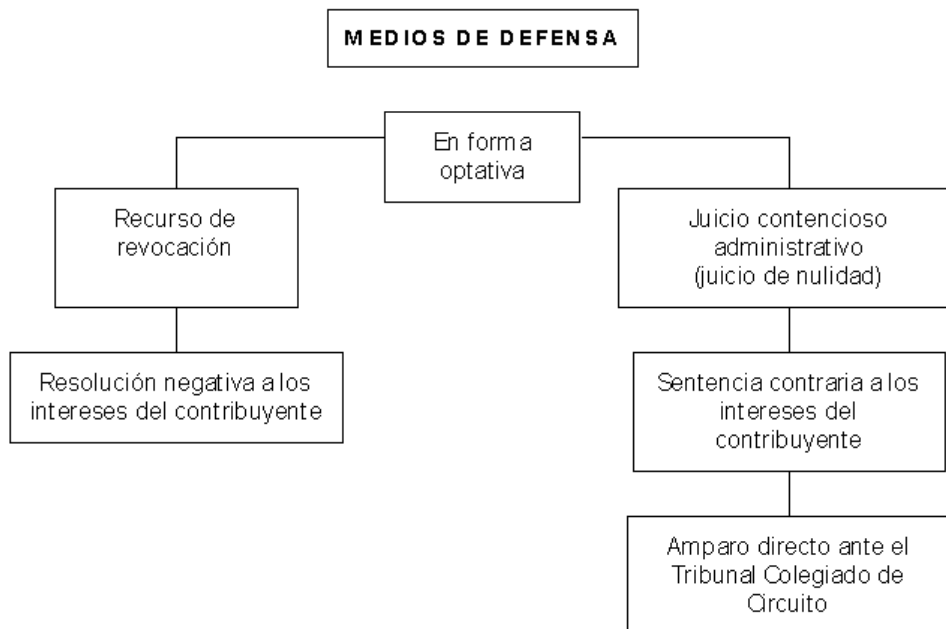 MEDIOS DE DEFENSA
En forma
optativa
Recurso de
revocación
Juicio contencioso
administrativo
(juicio de nulidad)
Resolución negativa a los
intereses del contribuyente
Sentencia contraria a los
intereses del
contribuyente
Amparo directo ante el
Tribunal Colegiado de
Circuito